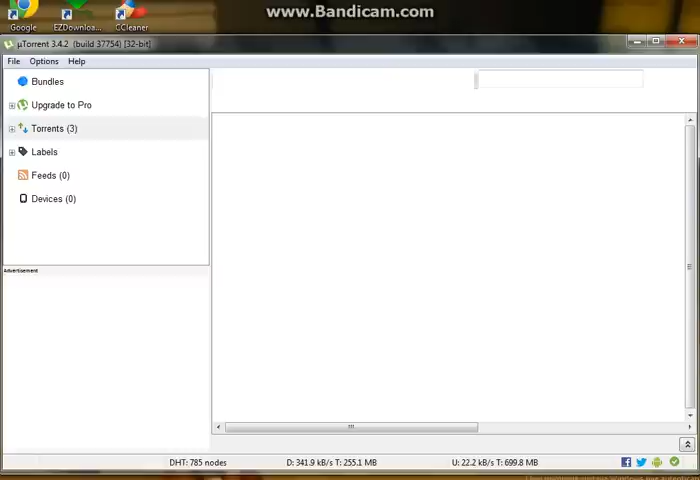 www.Bandicam.com
Google
EZDownloa...
CCleaner
µTorrent 3.4.2 (build 37754) [32-bit]
File Options Help
Bundles
Upgrade to Pro
Torrents (3)
Labels
Feeds (0)
Devices (0)
Advertisement
DHT: 785 nodes
D: 341.9 kB/s T: 255.1 MB
U: 22.2 kB/s T: 699.8 MB